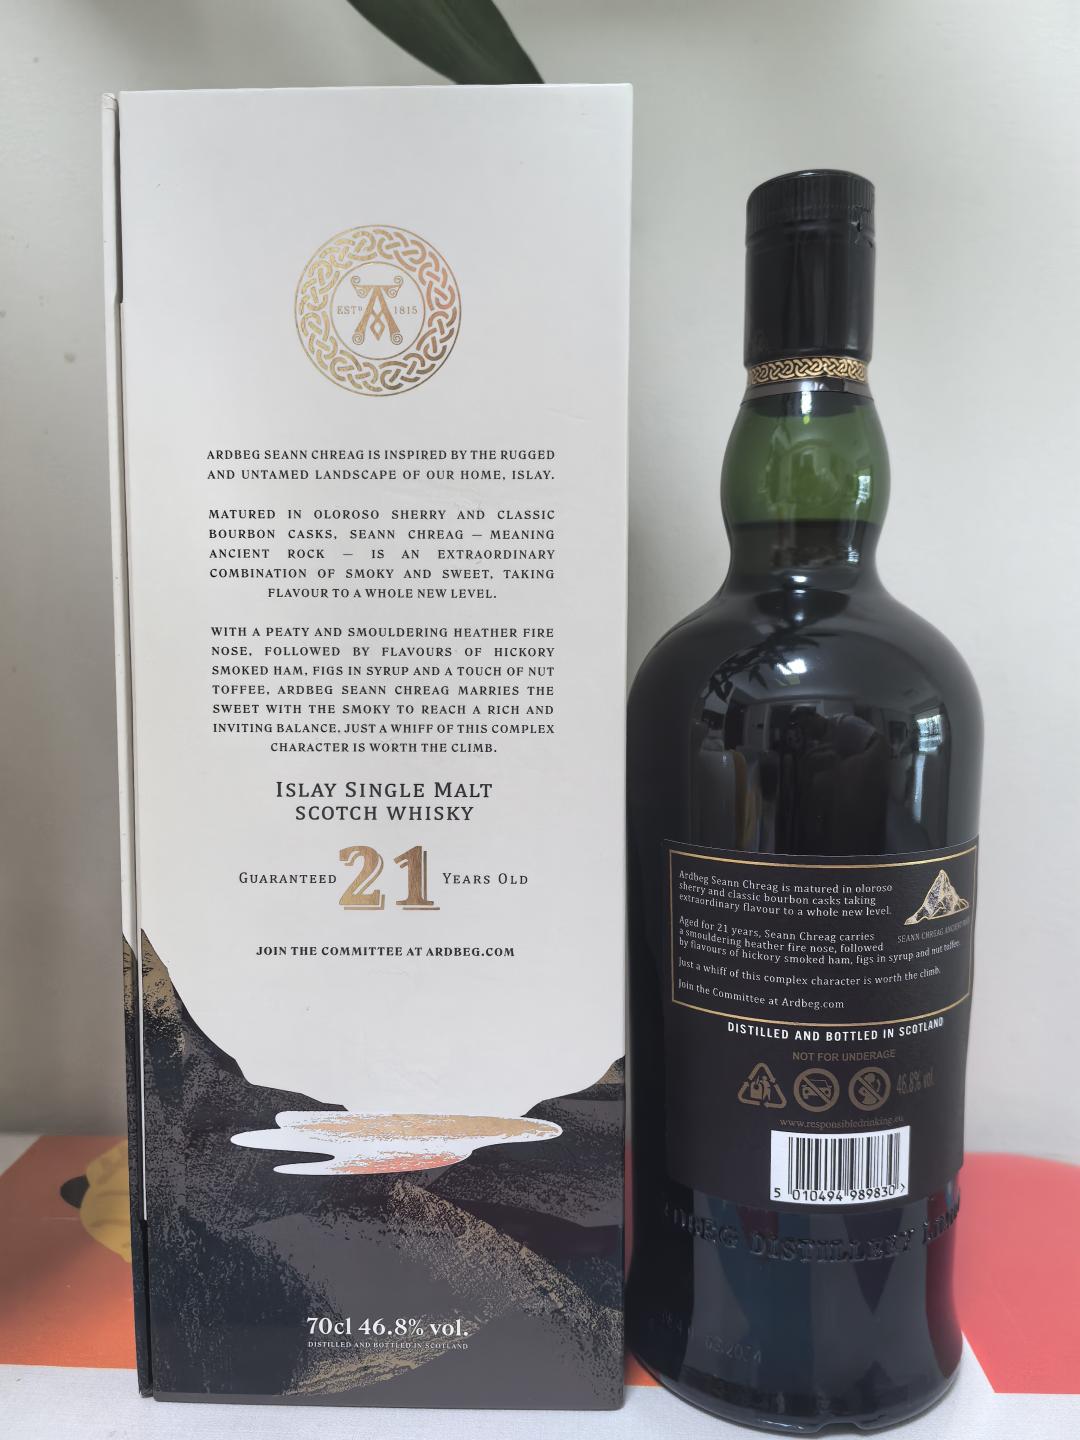 ESTD 1815
ARDBEG SEANN CHREAG IS INSPIRED BY THE RUGGED
AND UNTAMED LANDSCAPE OF OUR HOME, ISLAY.
MATURED IN OLOROSO SHERRY AND CLASSIC
BOURBON CASKS, SEANN CHREAG — MEANING
ANCIENT ROCK — IS AN EXTRAORDINARY
COMBINATION OF SMOKY AND SWEET, TAKING
FLAVOUR TO A WHOLE NEW LEVEL.
WITH A PEATY AND SMOULDERING HEATHER FIRE
NOSE, FOLLOWED BY FLAVOURS OF HICKORY
SMOKED HAM, FIGS IN SYRUP AND A TOUCH OF NUT
TOFFEE, ARDBEG SEANN CHREAG MARRIES THE
SWEET WITH THE SMOKY TO REACH A RICH AND
INVITING BALANCE. JUST A WHIFF OF THIS COMPLEX
CHARACTER IS WORTH THE CLIMB.
ISLAY SINGLE MALT
SCOTCH WHISKY
GUARANTEED 21 YEARS OLD
JOIN THE COMMITTEE AT ARDBEG.COM
70cl 46.8% vol.
DISTILLED AND BOTTLED IN SCOTLAND
Ardbeg Seann Chreag is matured in oloroso
sherry and classic bourbon casks taking
extraordinary flavour to a whole new level.
SEANN CHREAG ANCIENT
Aged for 21 years, Seann Chreag carries
a smouldering heather fire nose, followed
by flavours of hickory smoked ham, figs in syrup and nut toffee.
Just a whiff of this complex character is worth the climb.
Join the Committee at Ardbeg.com
DISTILLED AND BOTTLED IN SCOTLAND
NOT FOR UNDERAGE
46.8% vol.
www.responsibledrinking.eu
5 010494 989830 >
DISTILLERY